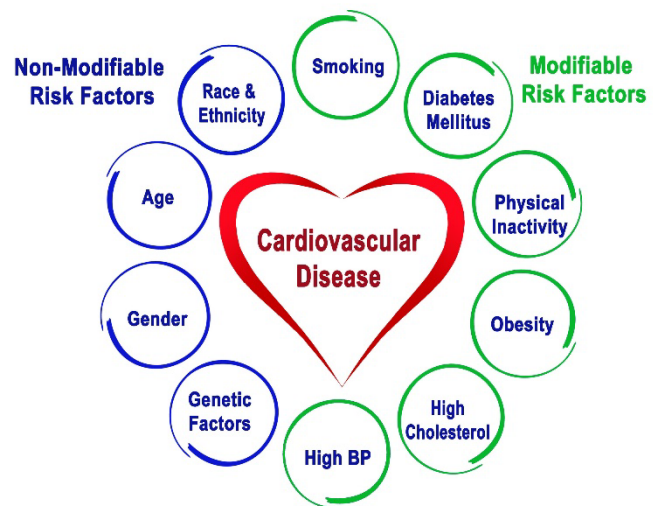 Non-Modifiable
Risk Factors
Modifiable
Risk Factors
Smoking
Diabetes
Mellitus
Physical
Inactivity
Obesity
High
Cholesterol
High BP
Genetic
Factors
Gender
Age
Race &
Ethnicity
Cardiovascular
Disease